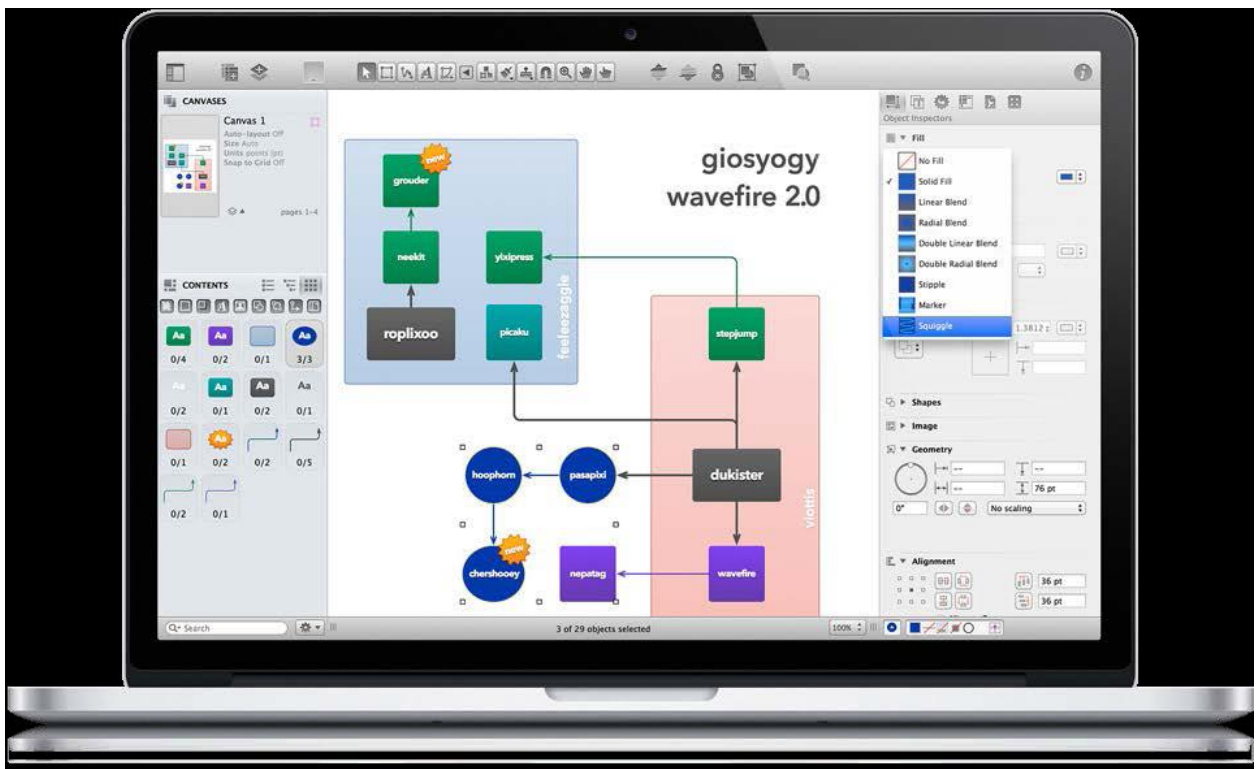 CANVASES
Canvas 1
Auto-layout Off
Size Auto
Units points (pt)
Snap to Grid Off
pages 1-4
CONTENTS
Aa
Aa
Aa
0/4
0/2
0/1
3/3
Aa
Aa
Aa
Aa
0/2
0/1
0/2
0/1
Aa
0/1
0/2
0/2
0/5
0/2
0/1
Search
giosyogy
wavefire 2.0
new
grouder
neekit
yixipress
roplixoo
picaku
feeleezaggle
stepjump
hoophorn
pasapixi
dukister
viottis
new
chershooey
nepatag
wavefire
3 of 29 objects selected
100%
Object Inspectors
Fill
No Fill
Solid Fill
Linear Blend
Radial Blend
Double Linear Blend
Double Radial Blend
Stipple
Marker
Squiggle
1.3812
Shapes
Image
Geometry
76 pt
0°
No scaling
Alignment
36 pt
36 pt